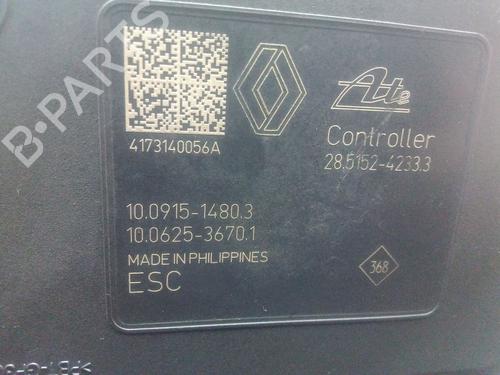 B-PARTS
4173140056A
Ate
Controller
28.5152-4233.3
10.0915-1480.3
10.0625-3670.1
MADE IN PHILIPPINES
ESC
368